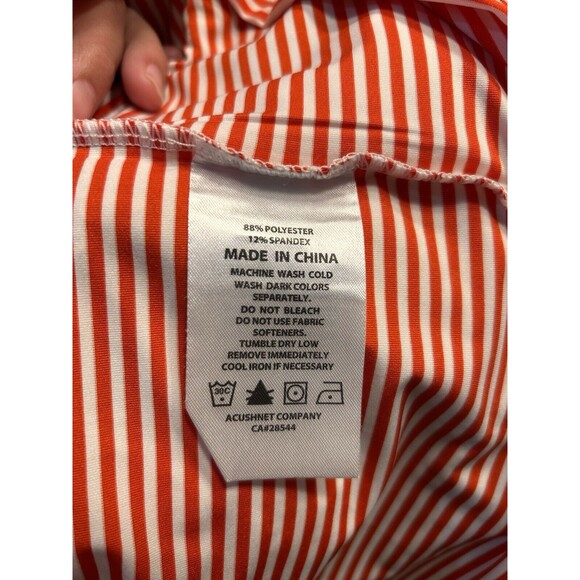 88% POLYESTER
12% SPANDEX
MADE IN CHINA
MACHINE WASH COLD
WASH DARK COLORS
SEPARATELY.
DO NOT BLEACH
DO NOT USE FABRIC
SOFTENERS.
TUMBLE DRY LOW
REMOVE IMMEDIATELY
COOL IRON IF NECESSARY
30C
ACUSHNET COMPANY
CA#28544